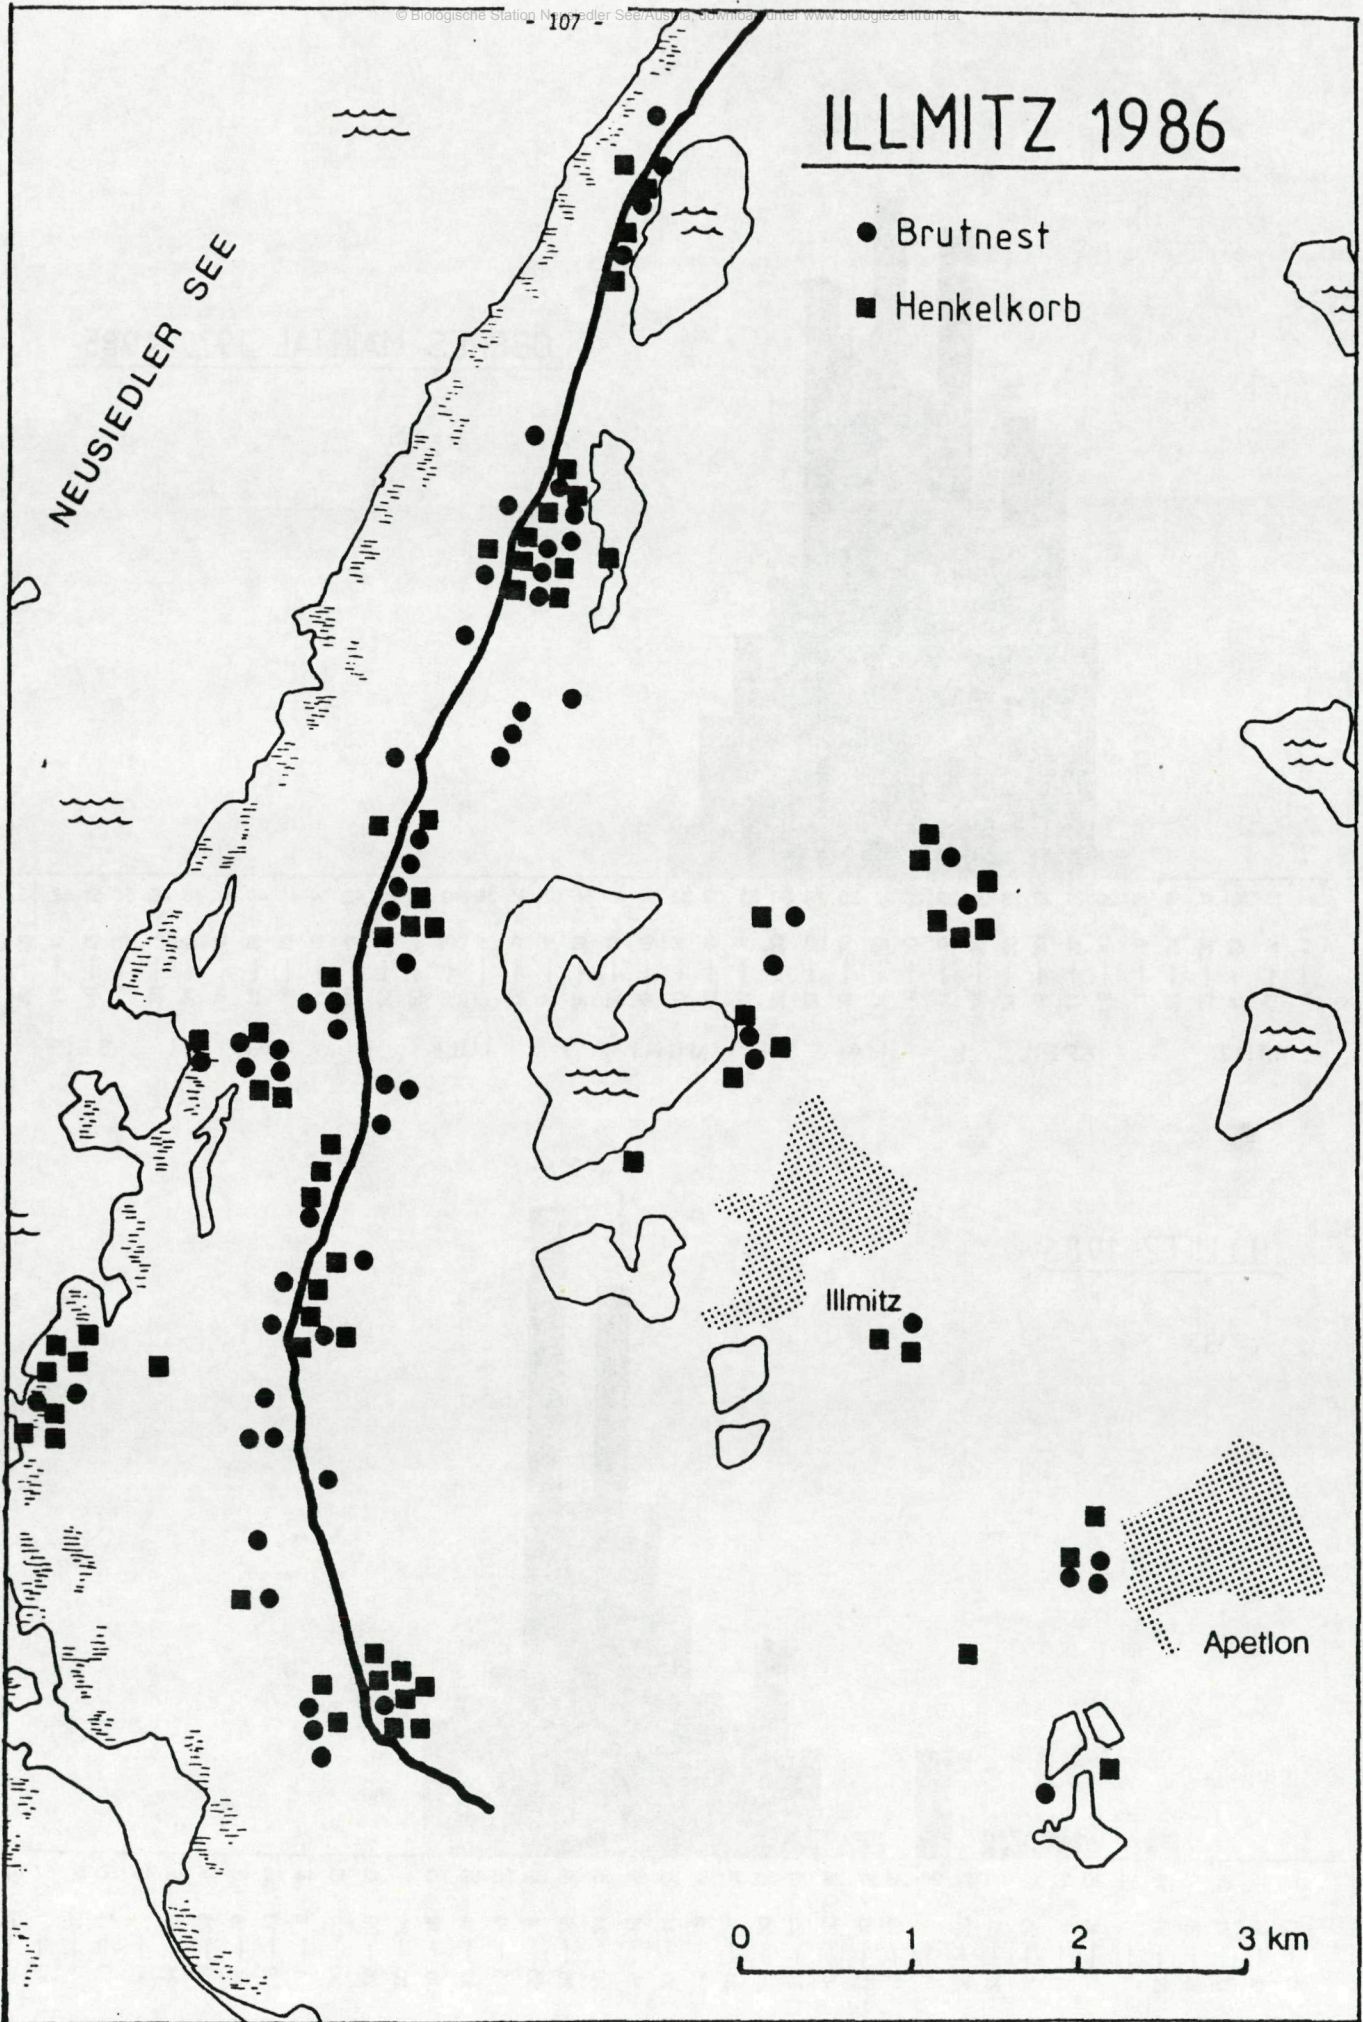 © Biologische Station Neusiedler See/Austria; download unter www.biologiezentrum.at
- 107 -
ILLMITZ 1986
● Brutnest
■ Henkelkorb
NEUSIEDLER SEE
Illmitz
Apetlon
0 1 2 3 km